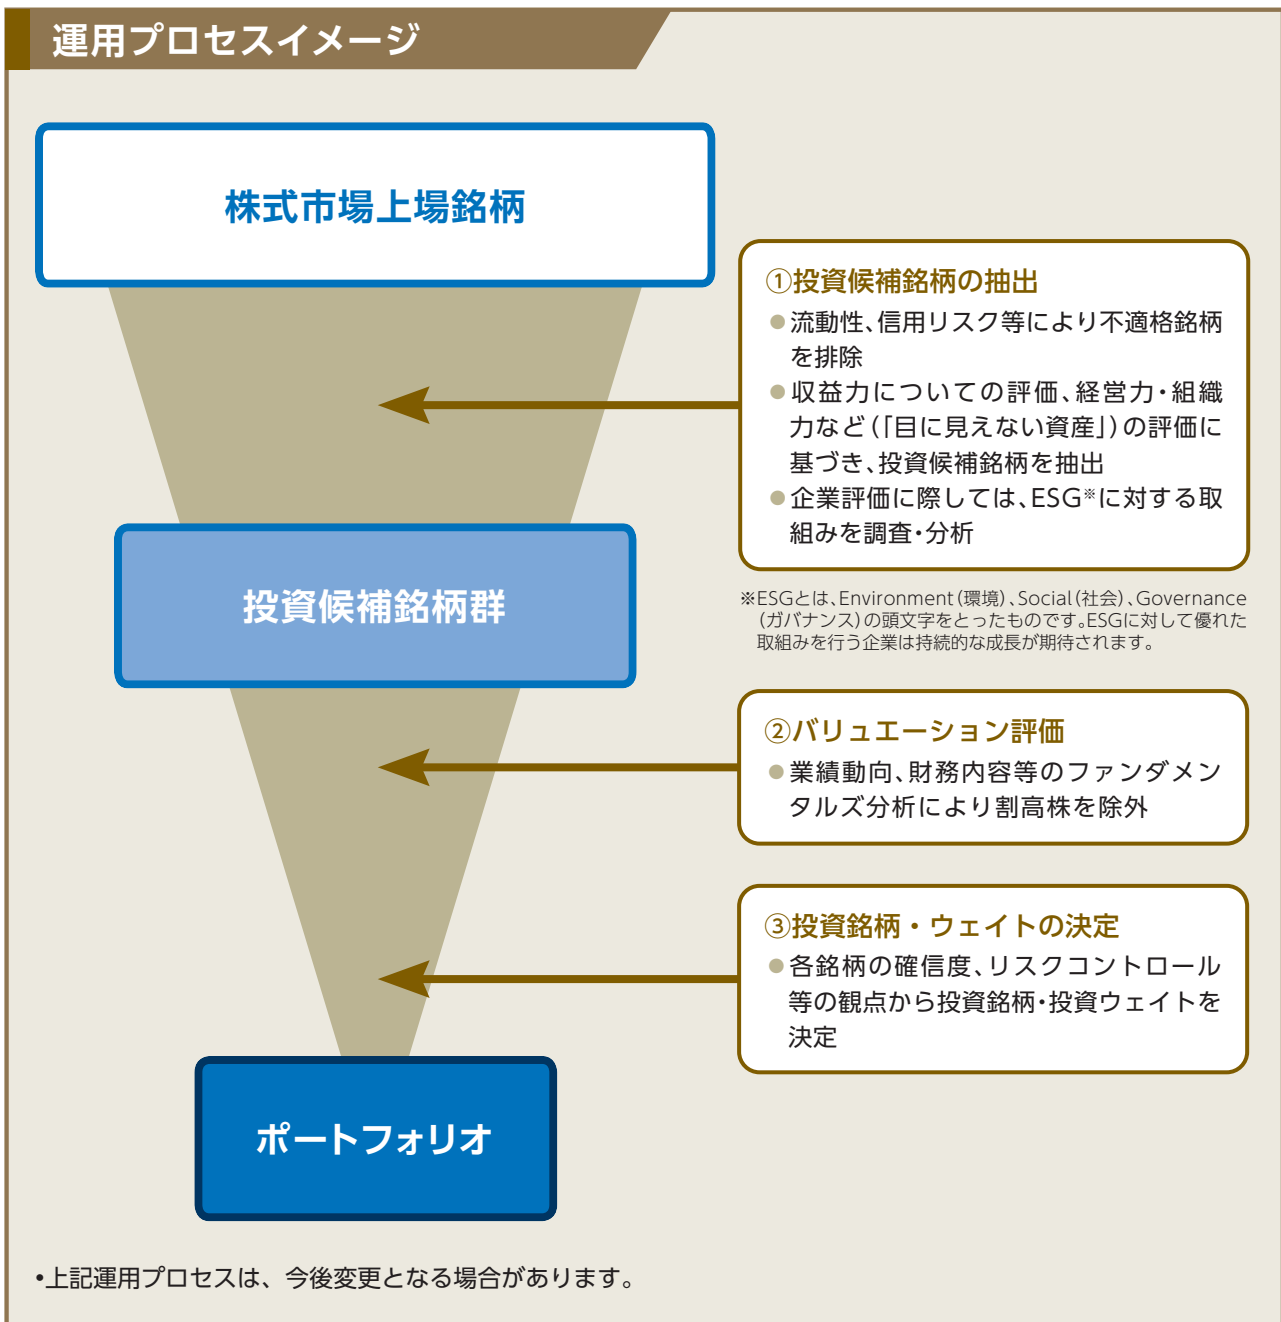 運用プロセスイメージ
株式市場上場銘柄
①投資候補銘柄の抽出
●流動性、信用リスク等により不適格銘柄
を排除
●収益力についての評価、経営力・組織
力など(「目に見えない資産」)の評価に
基づき、投資候補銘柄を抽出
●企業評価に際しては、ESG※に対する取
組みを調査・分析
投資候補銘柄群
※ESGとは、Environment(環境)、Social(社会)、Governance
(ガバナンス)の頭文字をとったものです。ESGに対して優れた
取組みを行う企業は持続的な成長が期待されます。
②バリュエーション評価
●業績動向、財務内容等のファンダメン
タルズ分析により割高株を除外
③投資銘柄・ウェイトの決定
●各銘柄の確信度、リスクコントロール
等の観点から投資銘柄・投資ウェイトを
決定
ポートフォリオ
•上記運用プロセスは、今後変更となる場合があります。